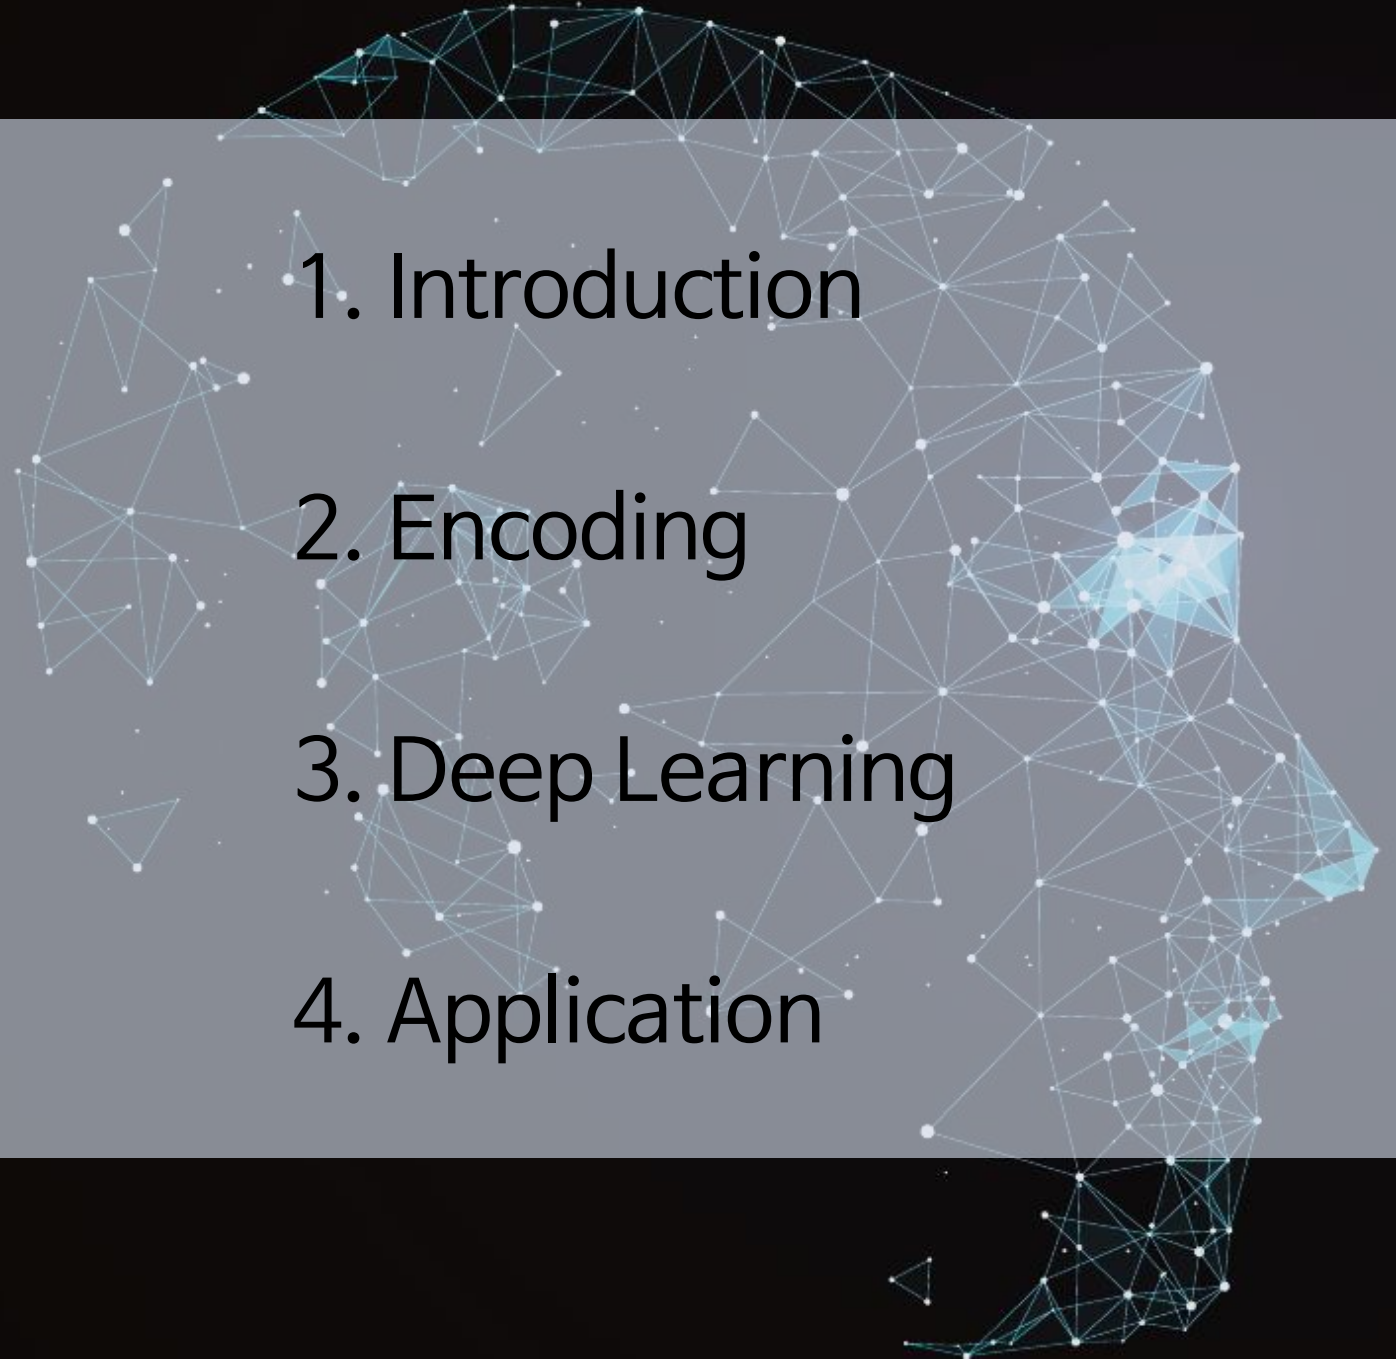 1. Introduction
2. Encoding
3. Deep Learning
4. Application